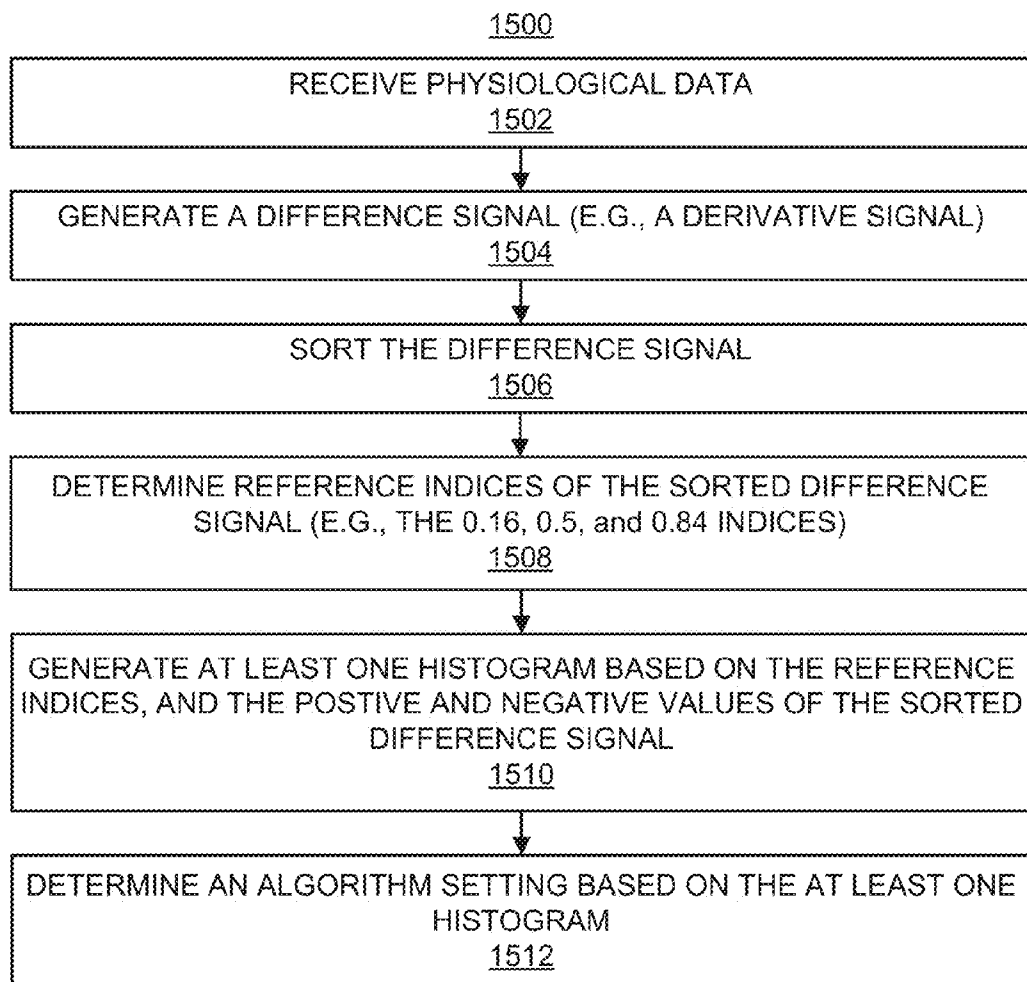 1500
RECEIVE PHYSIOLOGICAL DATA
1502
GENERATE A DIFFERENCE SIGNAL (E.G., A DERIVATIVE SIGNAL)
1504
SORT THE DIFFERENCE SIGNAL
1506
DETERMINE REFERENCE INDICES OF THE SORTED DIFFERENCE
SIGNAL (E.G., THE 0.16, 0.5, and 0.84 INDICES)
1508
GENERATE AT LEAST ONE HISTOGRAM BASED ON THE REFERENCE
INDICES, AND THE POSTIVE AND NEGATIVE VALUES OF THE SORTED
DIFFERENCE SIGNAL
1510
DETERMINE AN ALGORITHM SETTING BASED ON THE AT LEAST ONE
HISTOGRAM
1512